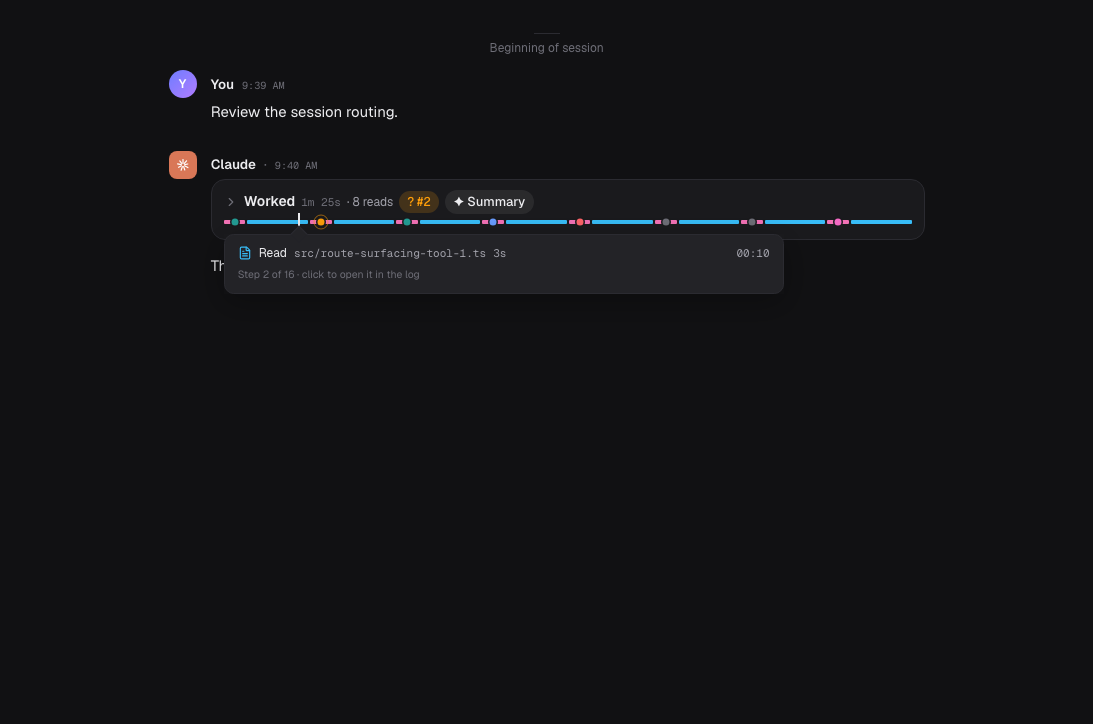 Beginning of session
Y You 9:39 AM
Review the session routing.
Claude · 9:40 AM
Worked 1m 25s · 8 reads ? #2 ✦ Summary
Read src/route-surfacing-tool-1.ts 3s 00:10
Step 2 of 16 · click to open it in the log